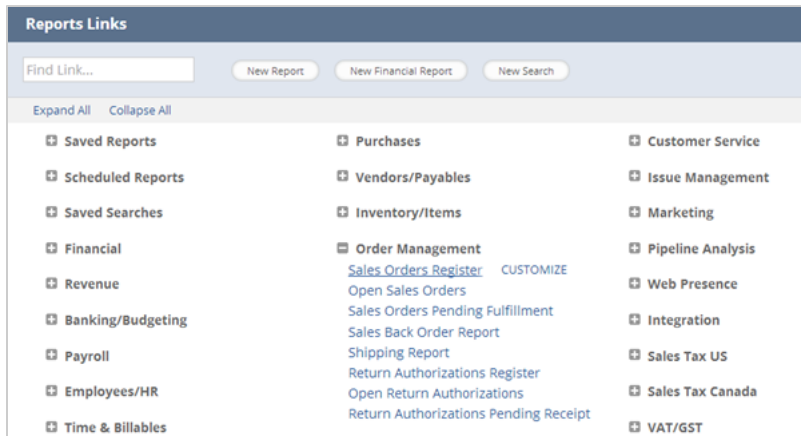 Reports Links
Find Link...
New Report
New Financial Report
New Search
Expand All
Collapse All
Saved Reports
Scheduled Reports
Saved Searches
Financial
Revenue
Banking/Budgeting
Payroll
Employees/HR
Time & Billables
Purchases
Vendors/Payables
Inventory/Items
Order Management
Sales Orders Register CUSTOMIZE
Open Sales Orders
Sales Orders Pending Fulfillment
Sales Back Order Report
Shipping Report
Return Authorizations Register
Open Return Authorizations
Return Authorizations Pending Receipt
Customer Service
Issue Management
Marketing
Pipeline Analysis
Web Presence
Integration
Sales Tax US
Sales Tax Canada
VAT/GST